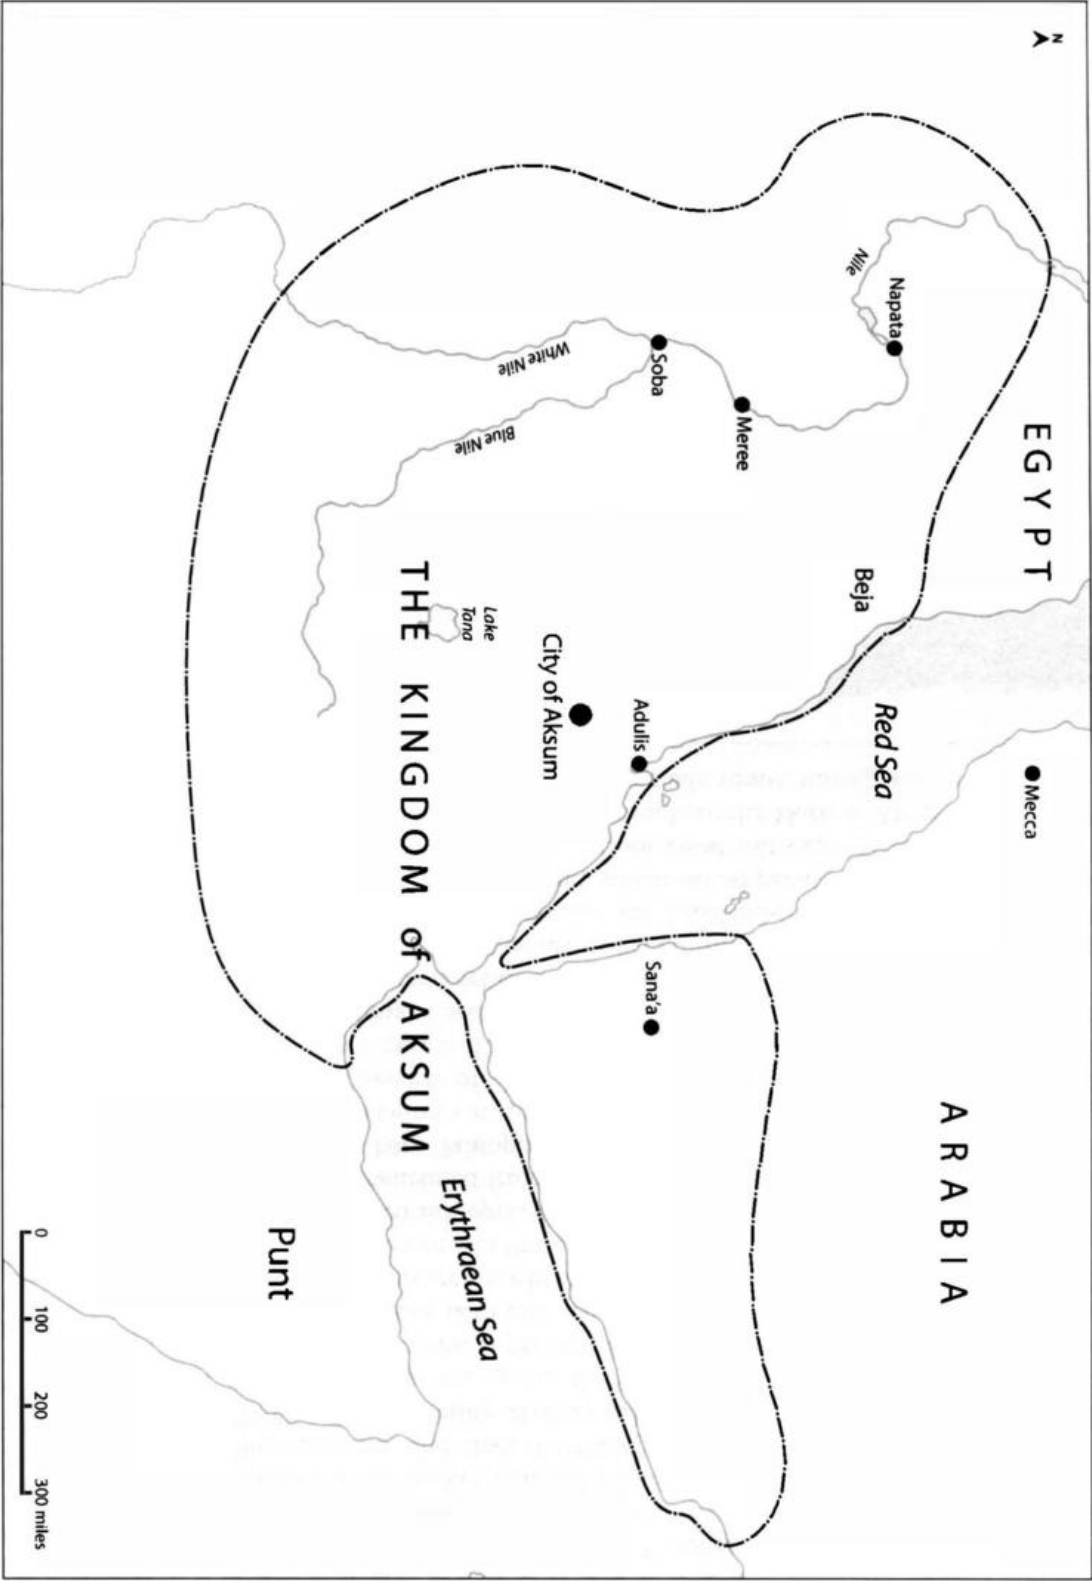 N
EGYPT
ARABIA
Mecca
Nile
Napata
Beja
Red Sea
Meree
Soba
Adulis
Sana'a
White Nile
Blue Nile
City of Aksum
Lake
Tana
THE KINGDOM of AKSUM
Erythraean Sea
Punt
0 100 200 300 miles